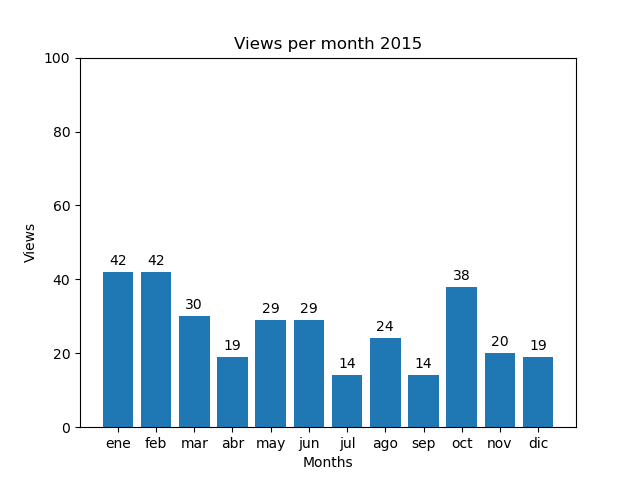 Views per month 2015
100
80
60
40
20
0
Views
42 42 30 19 29 29 14 24 14 38 20 19
ene feb mar abr may jun jul ago sep oct nov dic
Months